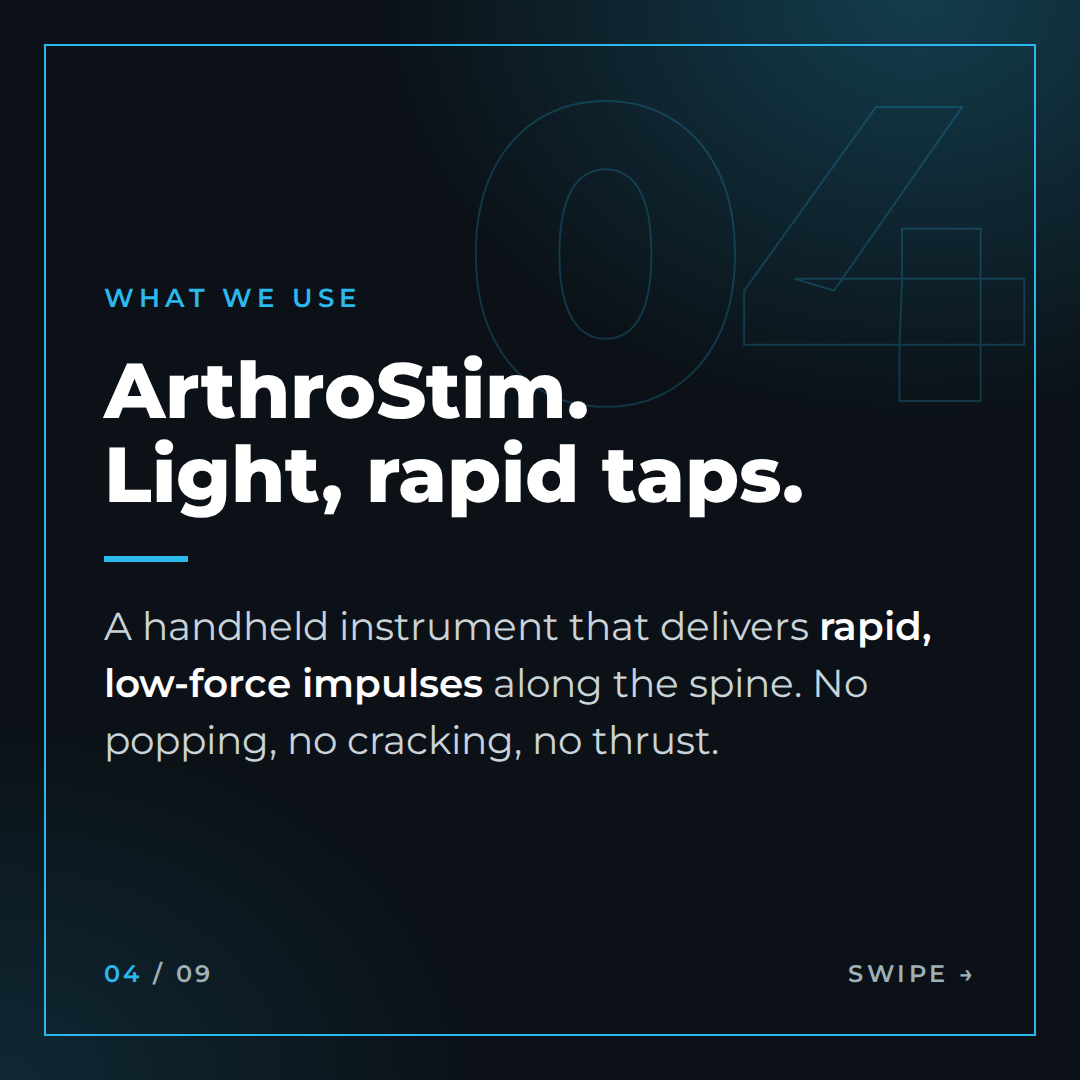 04
WHAT WE USE
ArthroStim.
Light, rapid taps.
A handheld instrument that delivers rapid,
low-force impulses along the spine. No
popping, no cracking, no thrust.
04 / 09
SWIPE →